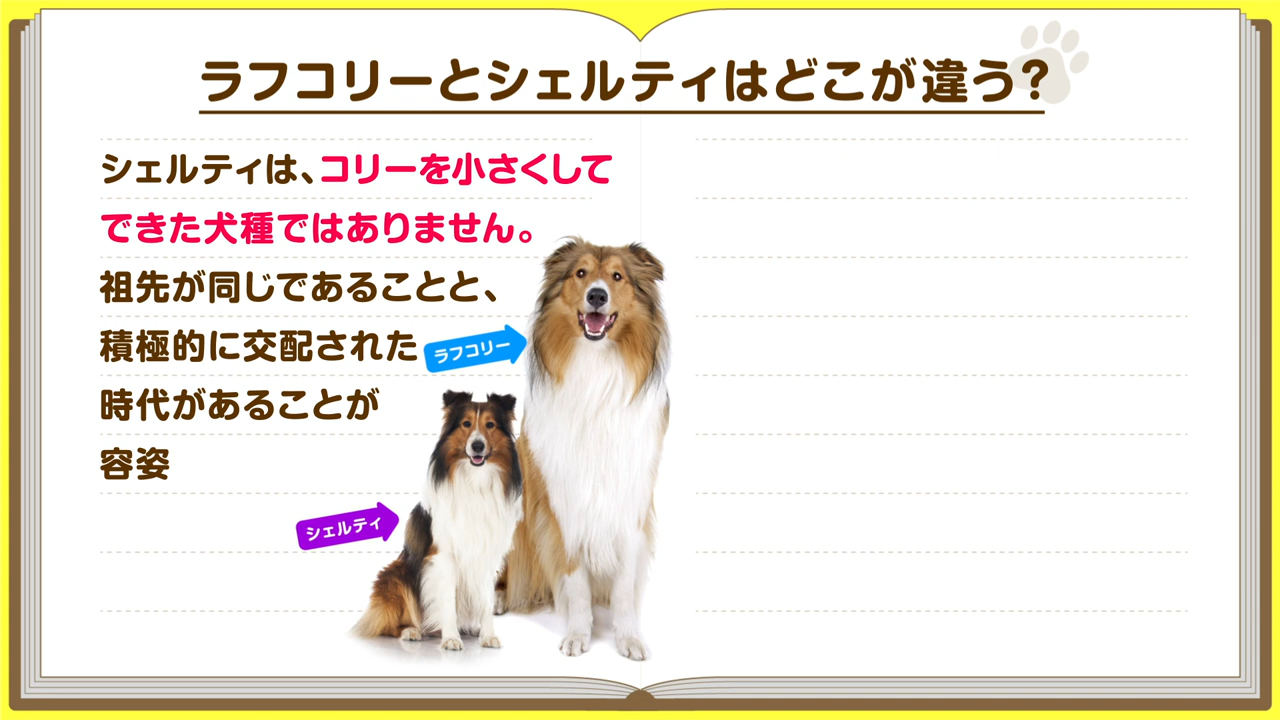 ラフコリーとシェルティはどこが違う?
シェルティは、コリーを小さくして
できた犬種ではありません。
祖先が同じであることと、
積極的に交配された
時代があることが
容姿
ラフコリー
シェルティ